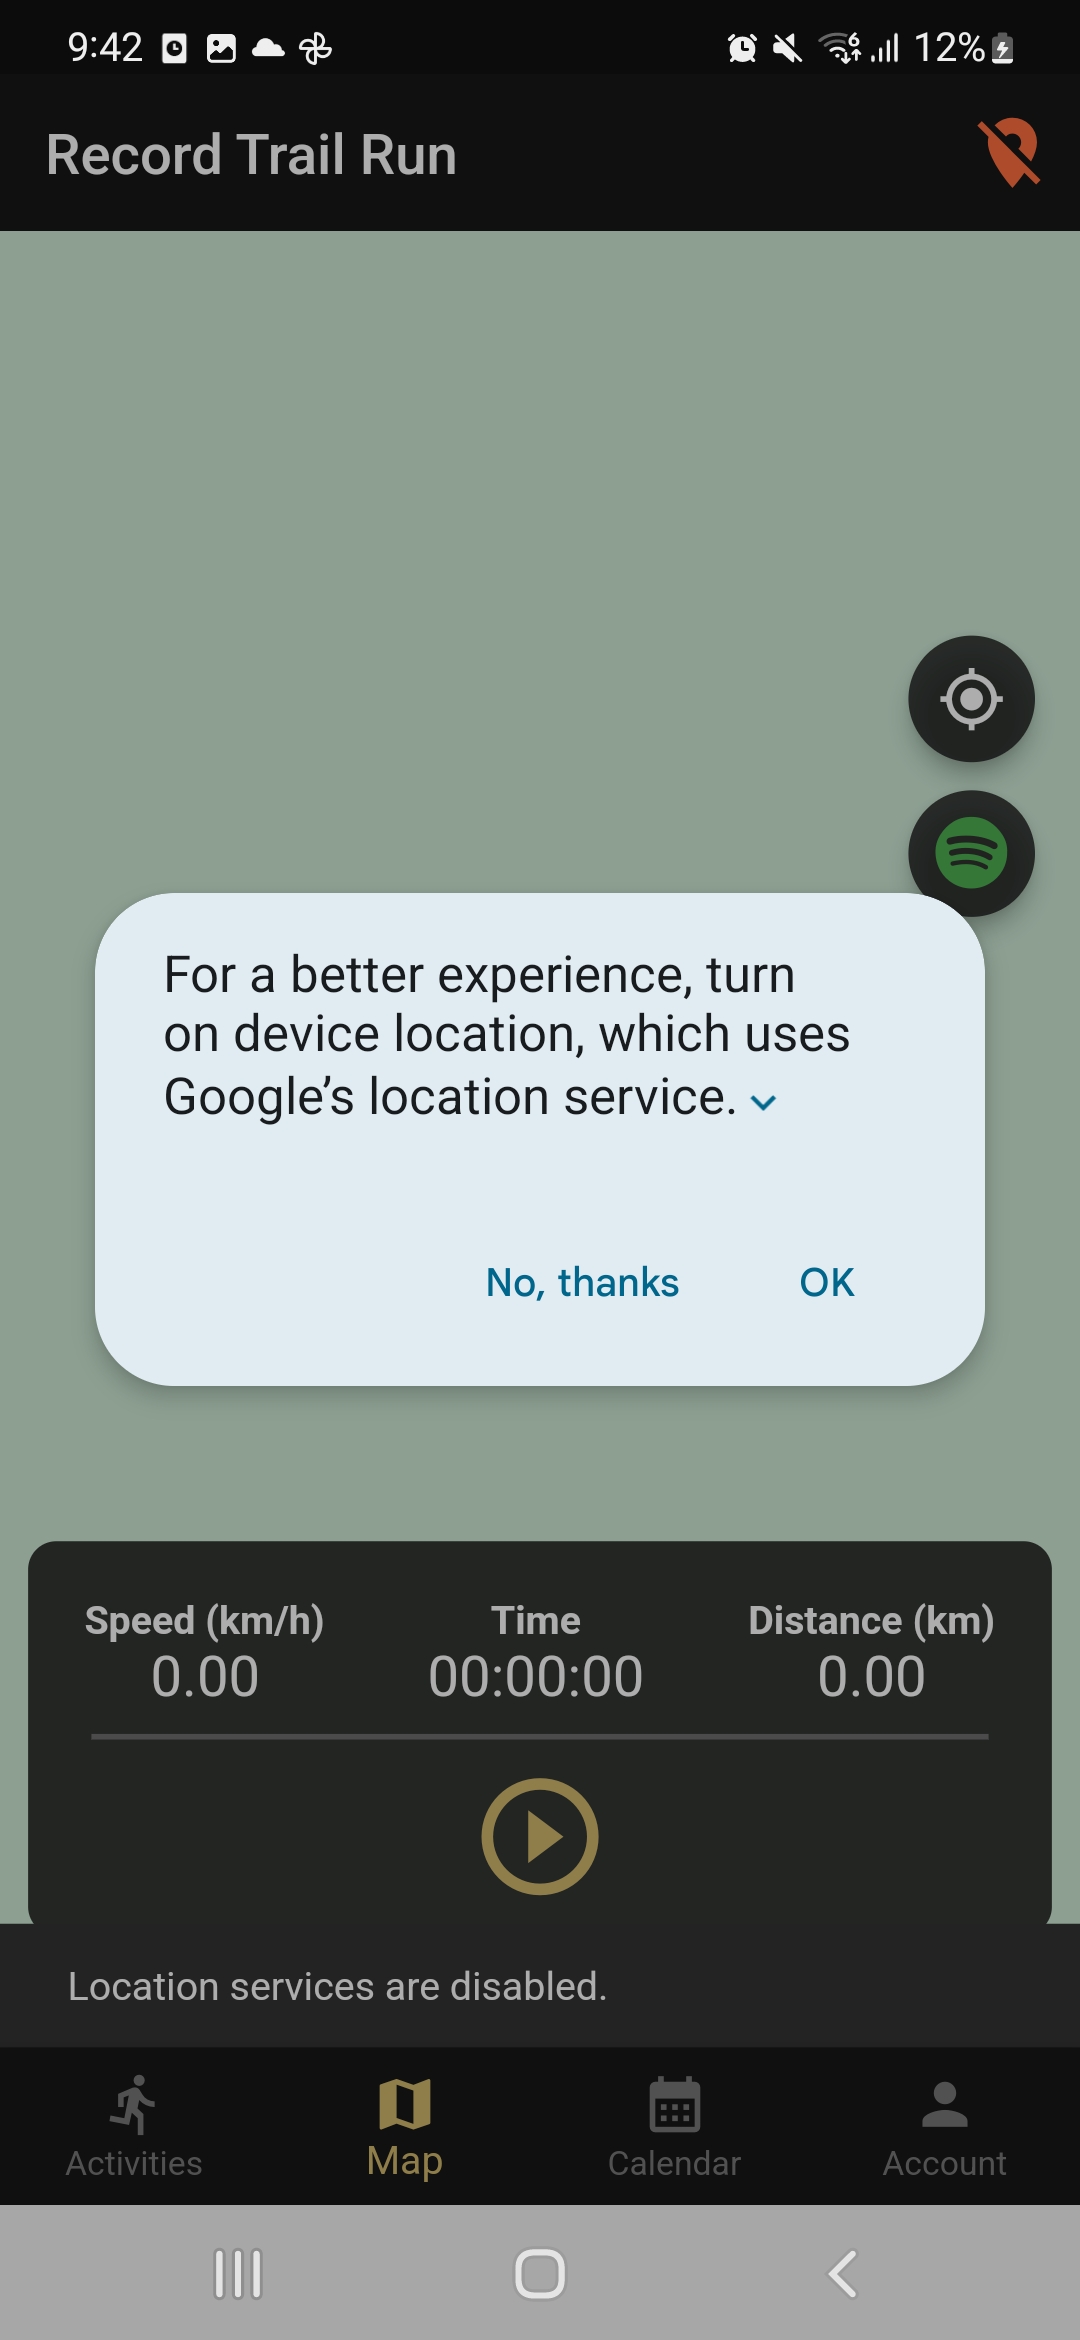 9:42
6
12%
Record Trail Run
For a better experience, turn
on device location, which uses
Google’s location service.
No, thanks
OK
Speed (km/h)
Time
Distance (km)
0.00
00:00:00
0.00
Location services are disabled.
Activities
Map
Calendar
Account